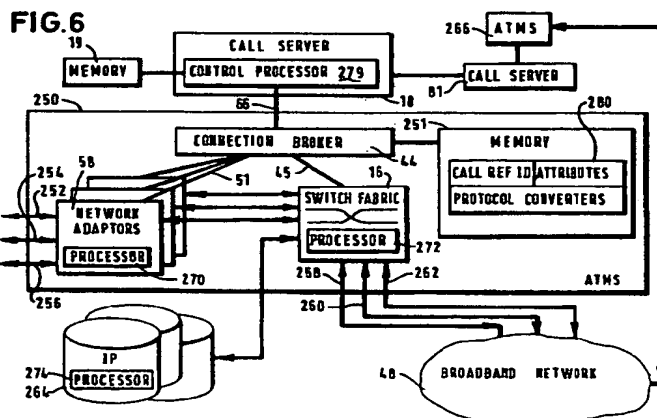 FIG.6
19
MEMORY
CALL SERVER
CONTROL PROCESSOR 279
18
266
ATMS
CALL SERVER
81
250
66
251
280
CONNECTION BROKER
44
MEMORY
CALL REF ID ATTRIBUTES
PROTOCOL CONVERTERS
254
58
252
51
45
16
NETWORK ADAPTORS
PROCESSOR
270
256
SWITCH FABRIC
PROCESSOR
272
258
260
262
ATMS
IP
PROCESSOR
274
264
48
BROADBAND NETWORK